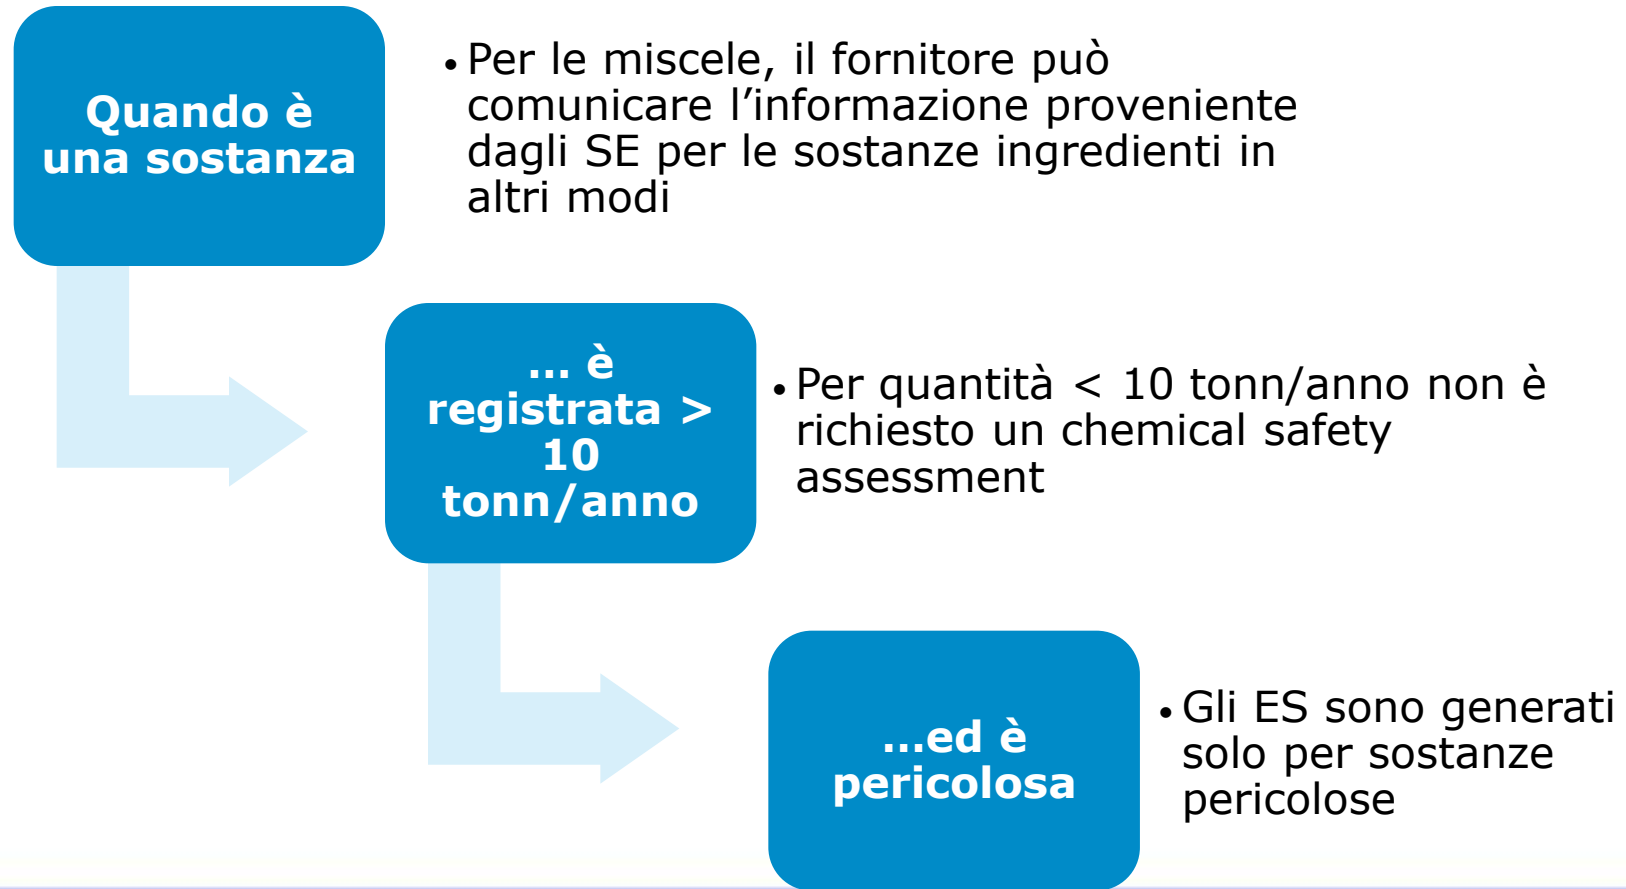 Quando è
una sostanza
• Per le miscele, il fornitore può
comunicare l’informazione proveniente
dagli SE per le sostanze ingredienti in
altri modi
... è
registrata >
10
tonn/anno
• Per quantità < 10 tonn/anno non è
richiesto un chemical safety
assessment
...ed è
pericolosa
• Gli ES sono generati
solo per sostanze
pericolose